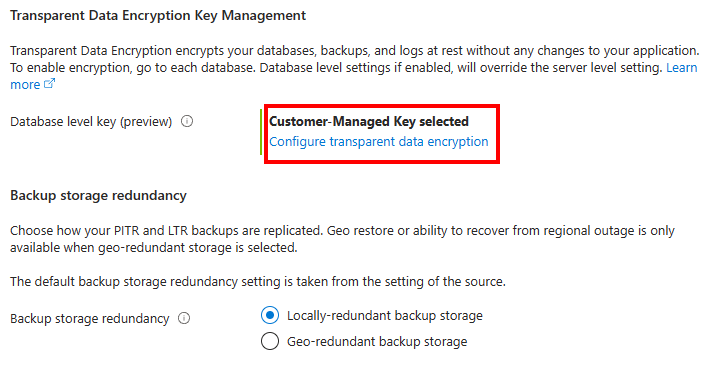 Transparent Data Encryption Key Management
Transparent Data Encryption encrypts your databases, backups, and logs at rest without any changes to your application.
To enable encryption, go to each database. Database level settings if enabled, will override the server level setting. Learn
more
Database level key (preview)
Customer-Managed Key selected
Configure transparent data encryption
Backup storage redundancy
Choose how your PITR and LTR backups are replicated. Geo restore or ability to recover from regional outage is only
available when geo-redundant storage is selected.
The default backup storage redundancy setting is taken from the setting of the source.
Backup storage redundancy
Locally-redundant backup storage
Geo-redundant backup storage